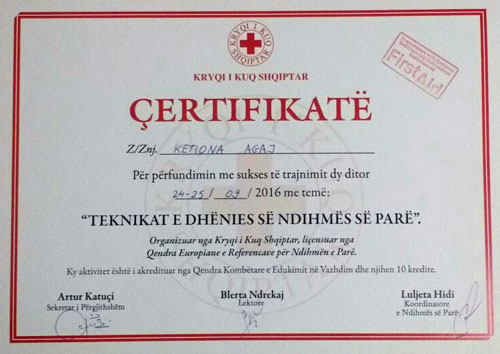 KRYQI I KUQ
SHQIPTAR
KRYQI I KUQ SHQIPTAR
First Aid
ÇERTIFIKATË
Z/Znj. KETIONA AGAJ
Për përfundimin me sukses të trajnimit dy ditor
24-25 / 09 / 2016 me temë:
“TEKNIKAT E DHËNIES SË NDIHMËS SË PARË”.
Organizuar nga Kryqi i Kuq Shqiptar, liçensuar nga
Qendra Europiane e Referencave për Ndihmën e Parë.
Ky aktivitet është i akredituar nga Qendra Kombëtare e Edukimit në Vazhdim dhe njihen 10 kredite.
Artur Katuçi
Sekretar i Përgjithshëm
Blerta Ndrekaj
Lektore
Luljeta Hidi
Koordinatore
e Ndihmës së Parë